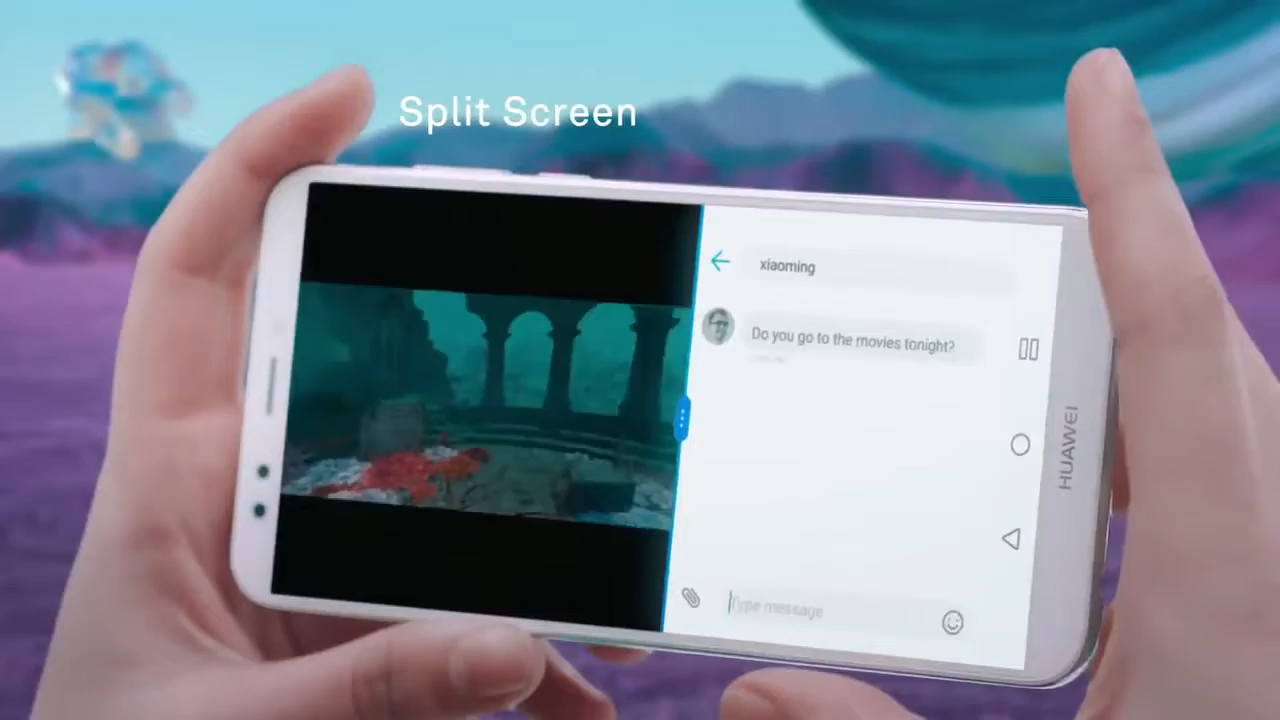 Split Screen
xiaoming
Do you go to the movies tonight?
Type message
HUAWEI